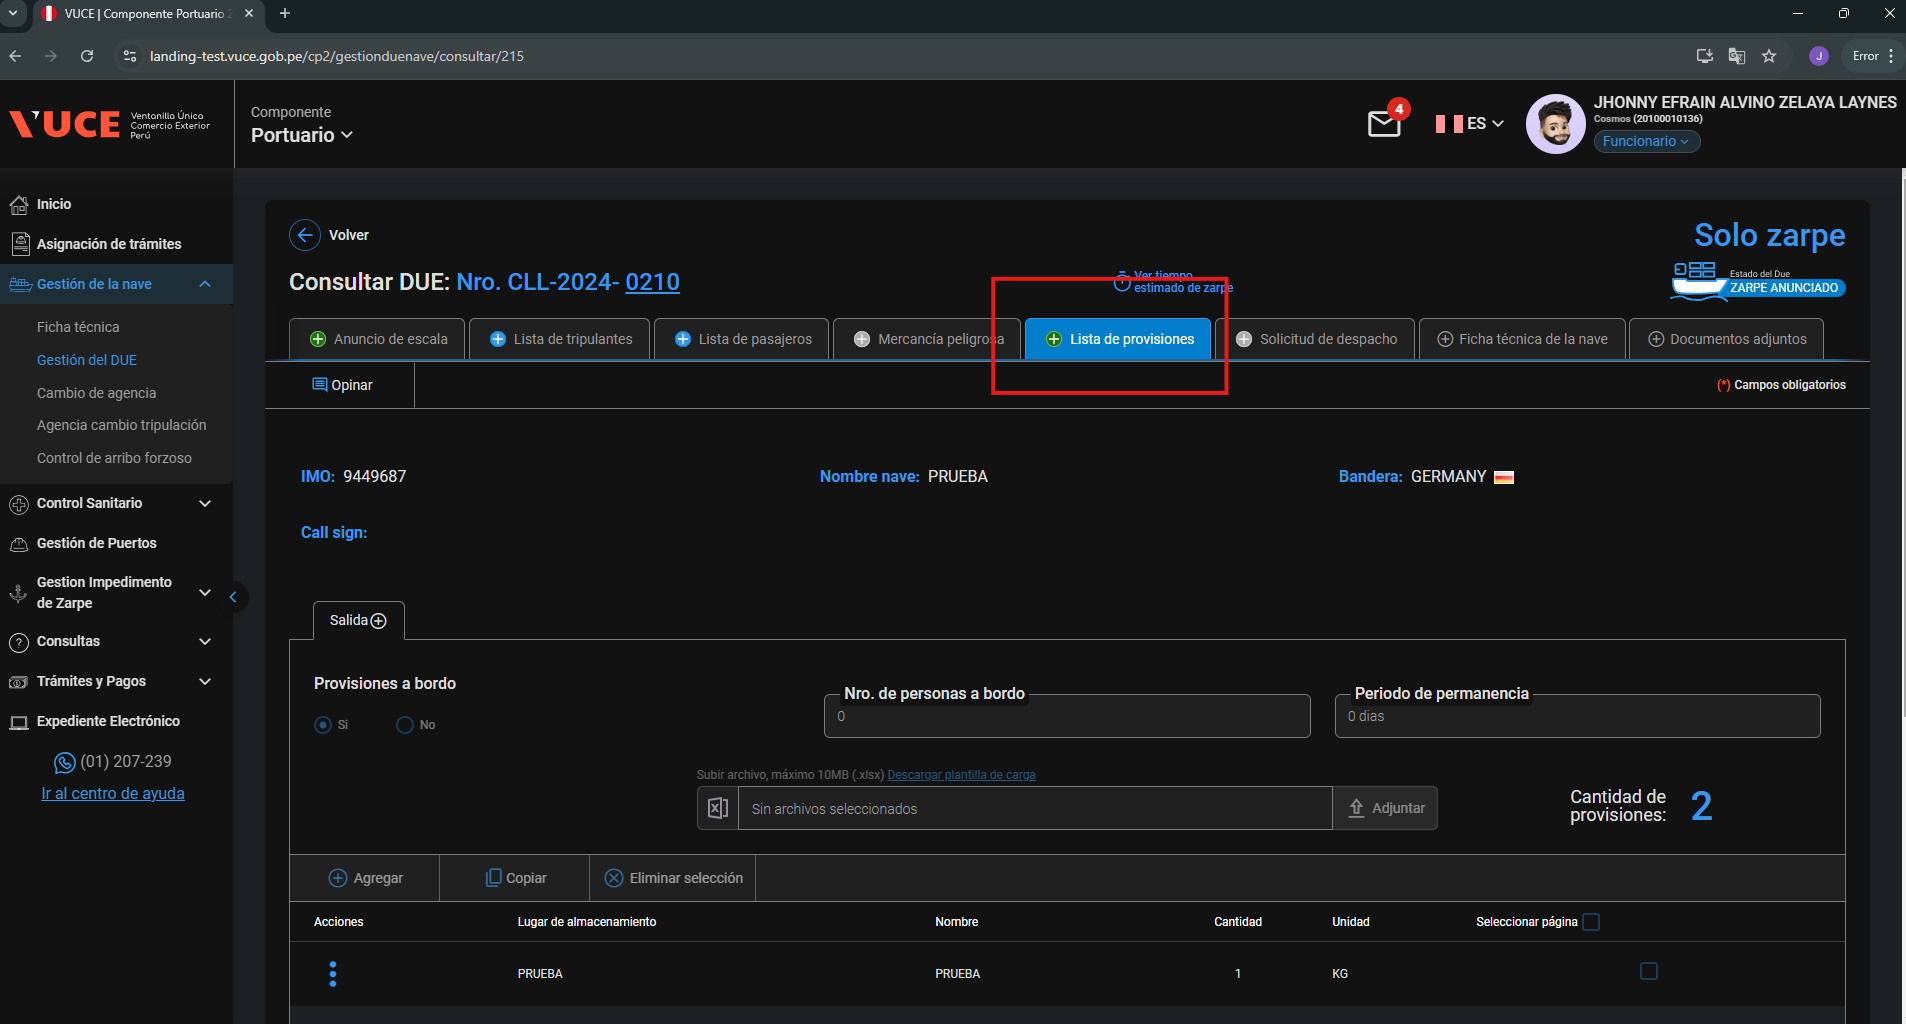 VUCE | Componente Portuario 2
landing-test.vuce.gob.pe/cp2/gestionduenave/consultar/215
J
Error
VUCE
Ventanilla Única
Comercio Exterior
Perú
Componente
Portuario
4
ES
JHONNY EFRAIN ALVINO ZELAYA LAYNES
Cosmos (20100010136)
Funcionario
Inicio
Asignación de trámites
Gestión de la nave
Ficha técnica
Gestión del DUE
Cambio de agencia
Agencia cambio tripulación
Control de arribo forzoso
Control Sanitario
Gestión de Puertos
Gestion Impedimento
de Zarpe
Consultas
Trámites y Pagos
Expediente Electrónico
(01) 207-239
Ir al centro de ayuda
Volver
Solo zarpe
Consultar DUE: Nro. CLL-2024- 0210
Ver tiempo
estimado de zarpe
Estado del Due
ZARPE ANUNCIADO
Anuncio de escala
Lista de tripulantes
Lista de pasajeros
Mercancía peligrosa
Lista de provisiones
Solicitud de despacho
Ficha técnica de la nave
Documentos adjuntos
Opinar
(*) Campos obligatorios
IMO: 9449687
Nombre nave: PRUEBA
Bandera: GERMANY
Call sign:
Salida
Provisiones a bordo
Si
No
Nro. de personas a bordo
0
Periodo de permanencia
0 dias
Subir archivo, máximo 10MB (.xlsx) Descargar plantilla de carga
Sin archivos seleccionados
Adjuntar
Cantidad de
provisiones:
2
Agregar
Copiar
Eliminar selección
Acciones Lugar de almacenamiento Nombre Cantidad Unidad Seleccionar página
PRUEBA PRUEBA 1 KG